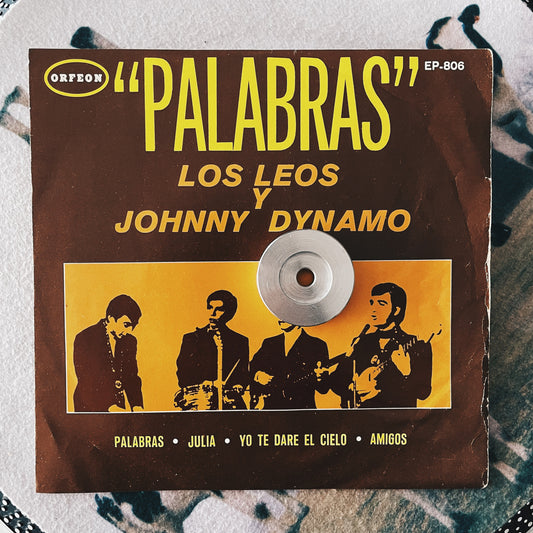 ORFEON
EP-806
"PALABRAS"
LOS LEOS
Y
JOHNNY DYNAMO
PALABRAS • JULIA • YO TE DARE EL CIELO • AMIGOS